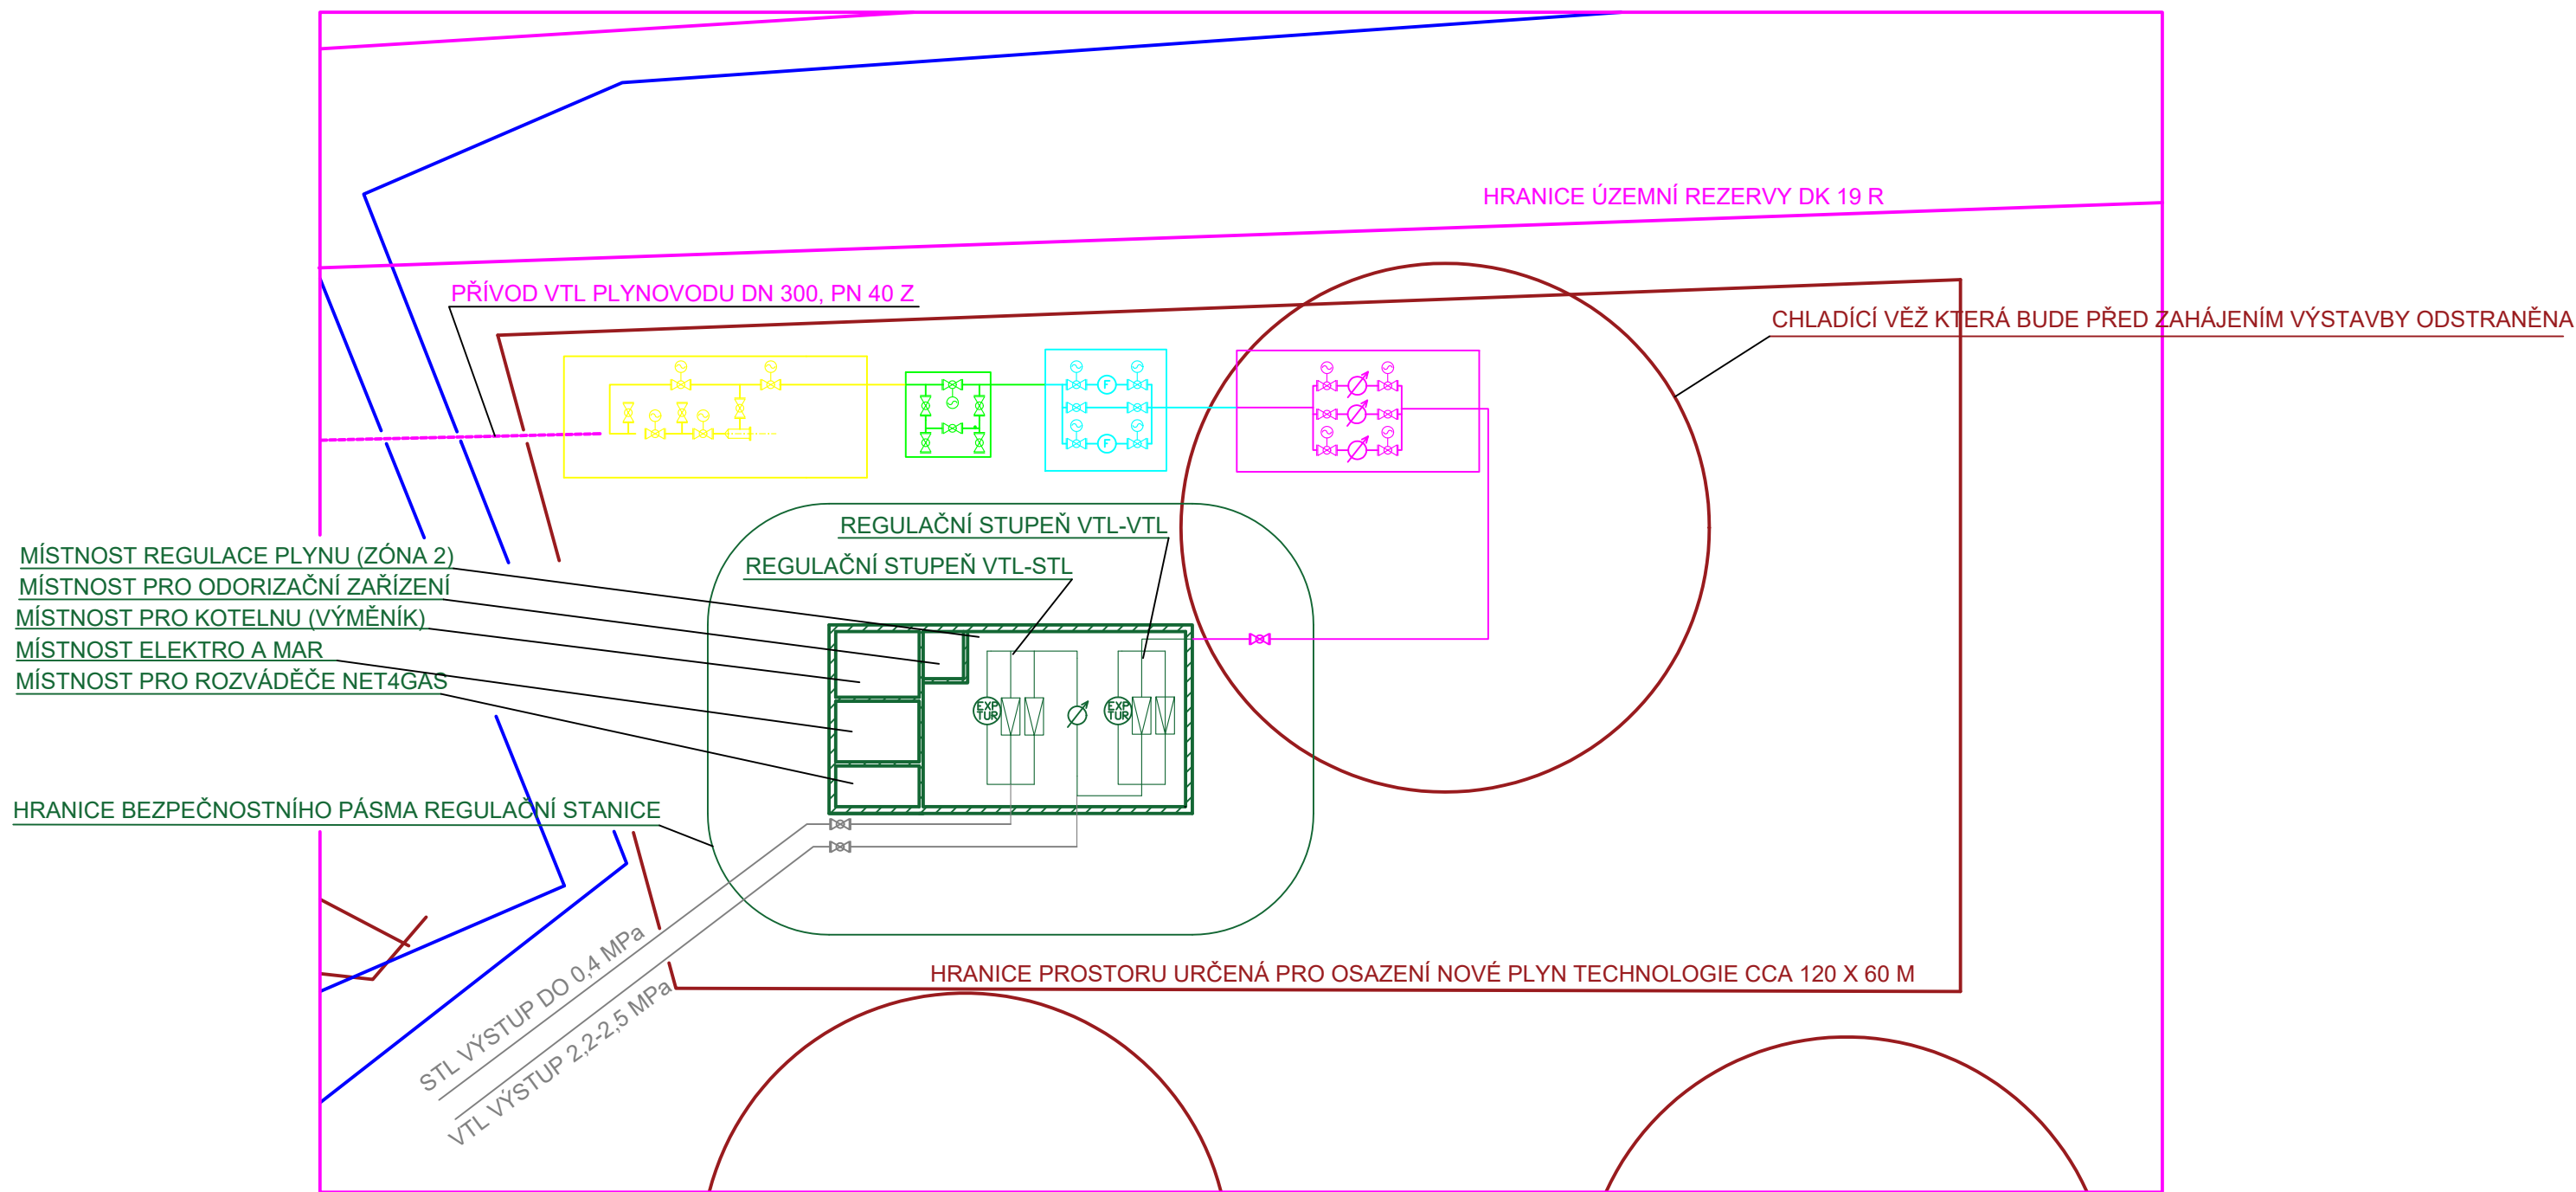 HRANICE ÚZEMNÍ REZERVY DK 19 R
PŘÍVOD VTL PLYNOVODU DN 300, PN 40 Z
CHLADÍCÍ VĚŽ KTERÁ BUDE PŘED ZAHÁJENÍM VÝSTAVBY ODSTRANĚNA
F
F
REGULAČNÍ STUPEŇ VTL-VTL
REGULAČNÍ STUPEŇ VTL-STL
MÍSTNOST REGULACE PLYNU (ZÓNA 2)
MÍSTNOST PRO ODORIZAČNÍ ZAŘÍZENÍ
MÍSTNOST PRO KOTELNU (VÝMĚNÍK)
MÍSTNOST ELEKTRO A MAR
MÍSTNOST PRO ROZVÁDĚČE NET4GAS
EXP
TUR
EXP
TUR
HRANICE BEZPEČNOSTNÍHO PÁSMA REGULAČNÍ STANICE
STL VÝSTUP DO 0,4 MPa
VTL VÝSTUP 2,2-2,5 MPa
HRANICE PROSTORU URČENÁ PRO OSAZENÍ NOVÉ PLYN TECHNOLOGIE CCA 120 X 60 M